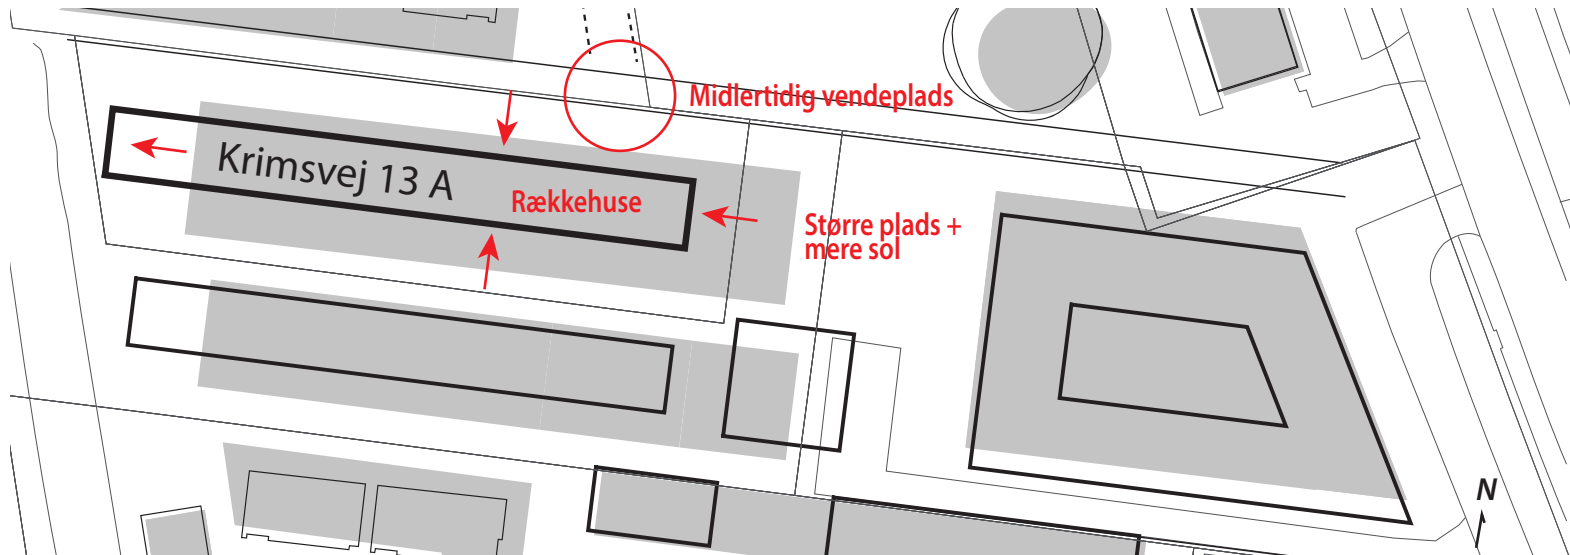 Midlertidig vendeplads
Krimsvej 13 A
Rækkehuse
Større plads +
mere sol
N